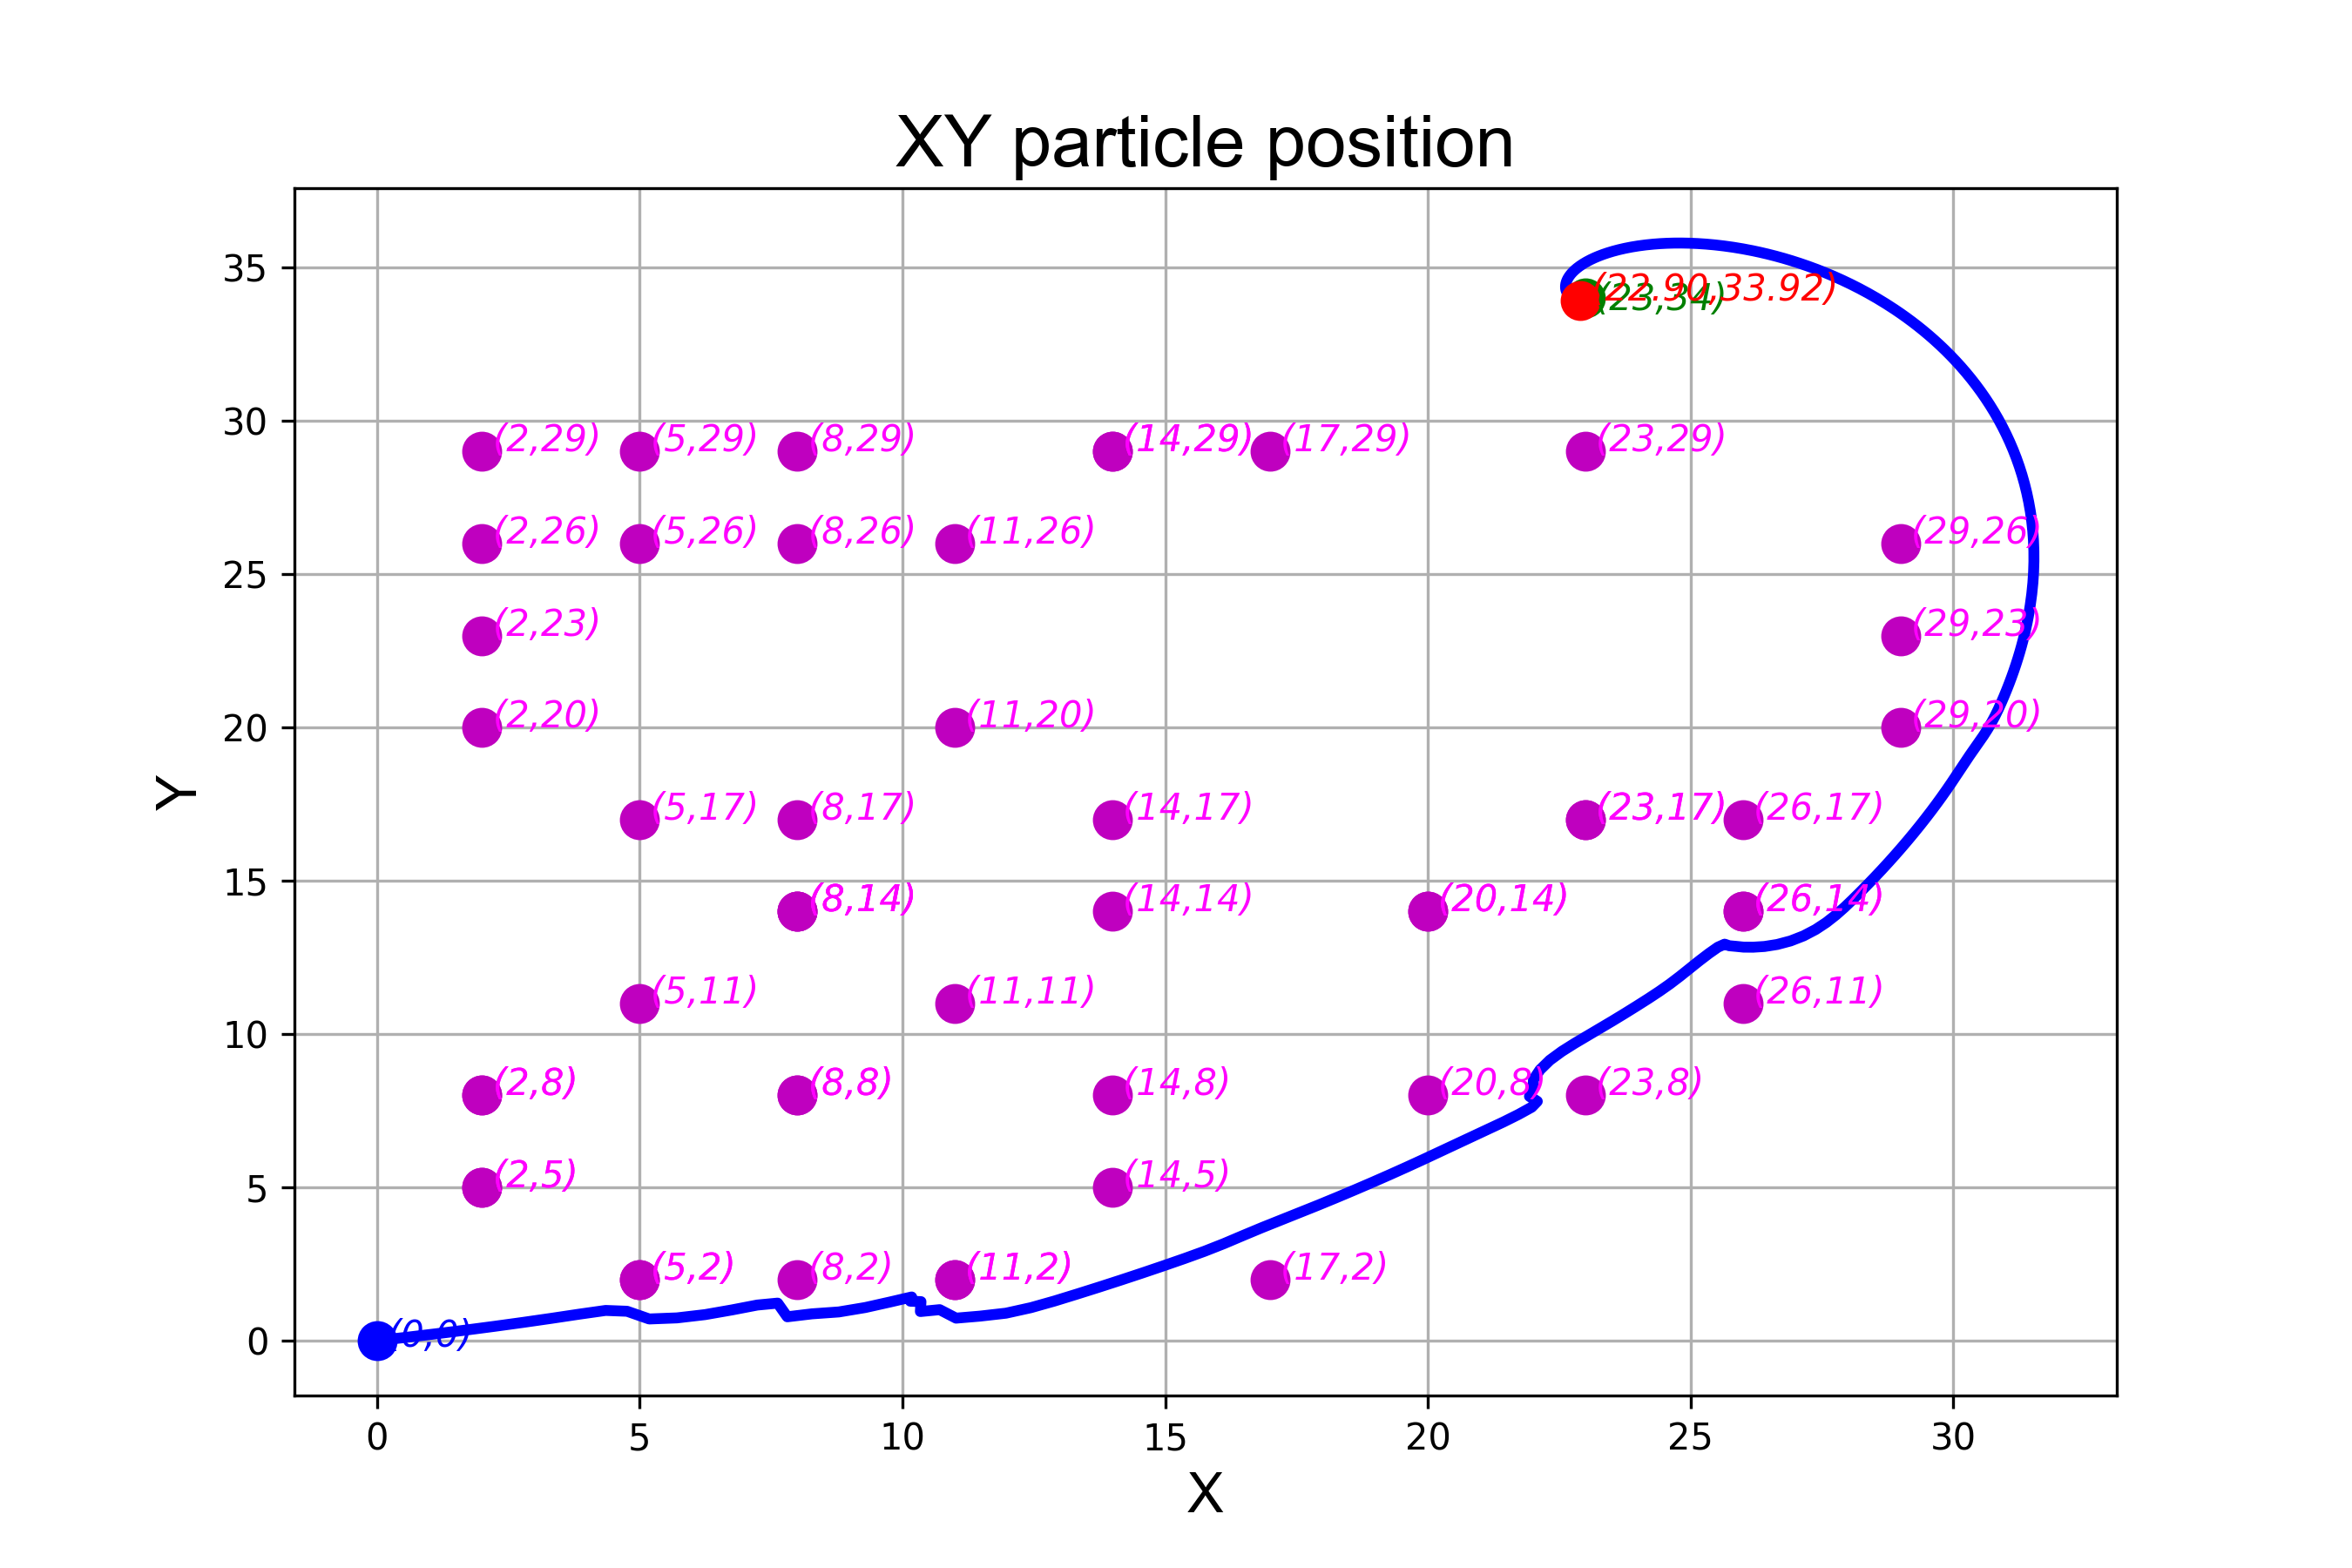 XY particle position
35
(22.90,33.92)
(23,34)
30
(2,29) (5,29) (8,29) (14,29) (17,29) (23,29)
(2,26) (5,26) (8,26) (11,26) (29,26)
25
(2,23) (29,23)
20
(2,20) (11,20) (29,20)
(5,17) (8,17) (14,17) (23,17) (26,17)
Y
15
(8,14) (14,14) (20,14) (26,14)
(5,11) (11,11) (26,11)
10
(2,8) (8,8) (14,8) (20,8) (23,8)
5
(2,5) (14,5)
(5,2) (8,2) (11,2) (17,2)
0
(0,0)
0 5 10 15 20 25 30
X